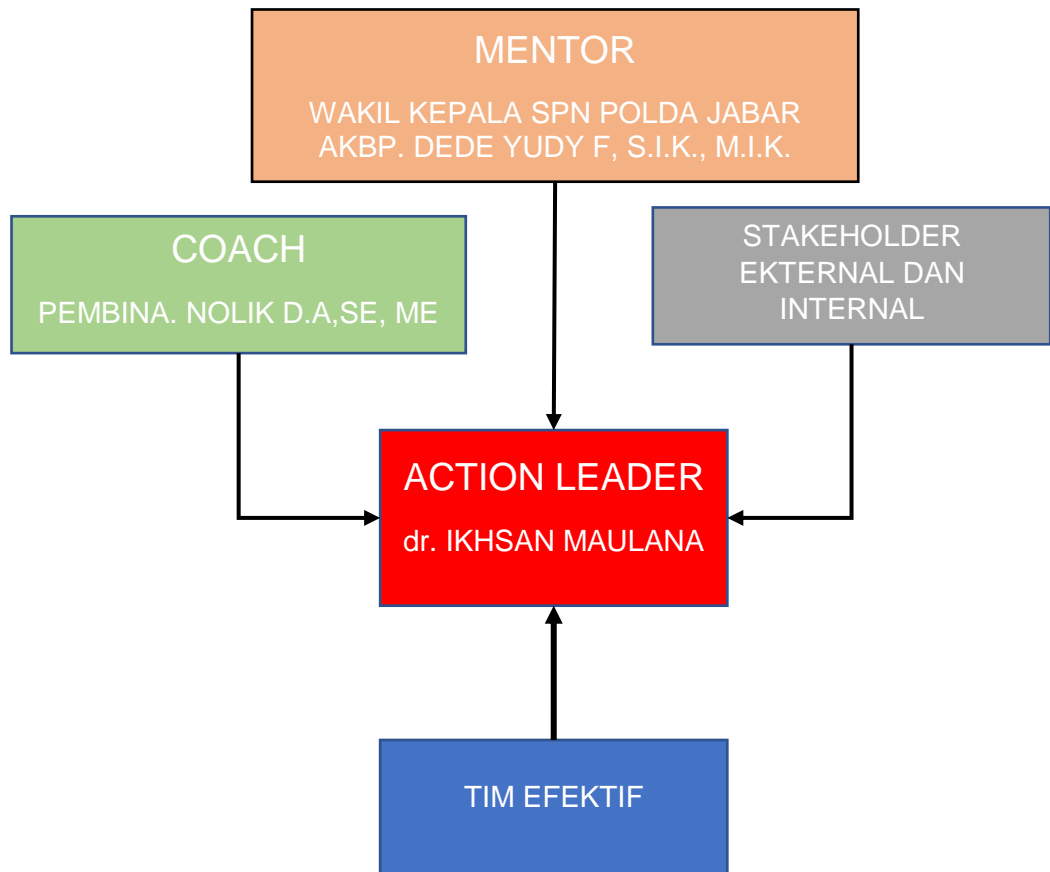 MENTOR
WAKIL KEPALA SPN POLDA JABAR
AKBP. DEDE YUDY F, S.I.K., M.I.K.
COACH
PEMBINA. NOLIK D.A,SE, ME
STAKEHOLDER
EKTERNAL DAN
INTERNAL
ACTION LEADER
dr. IKHSAN MAULANA
TIM EFEKTIF